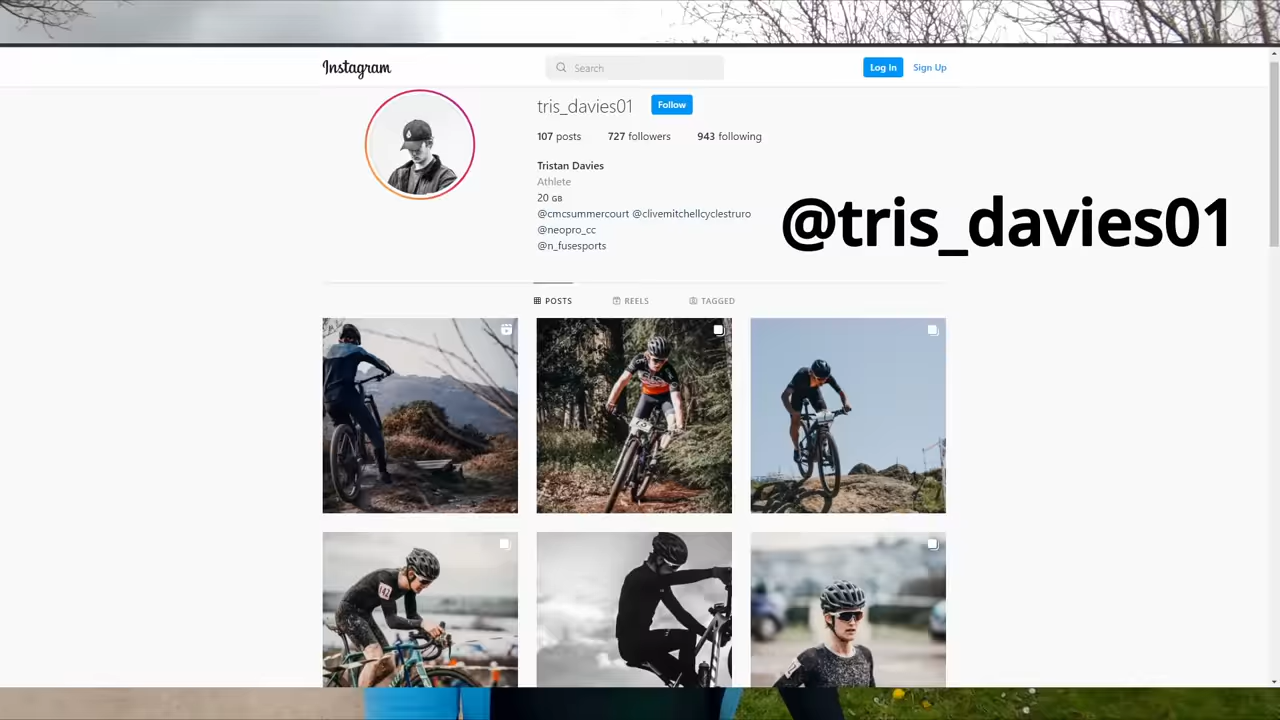 Instagram
Search
Log In
Sign Up
tris_davies01
Follow
107 posts 727 followers 943 following
Tristan Davies
Athlete
20 GB
@cmcsummercourt @clivemitchellcyclestruro
@neopro_cc
@n_fusesports
@tris_davies01
POSTS
REELS
TAGGED